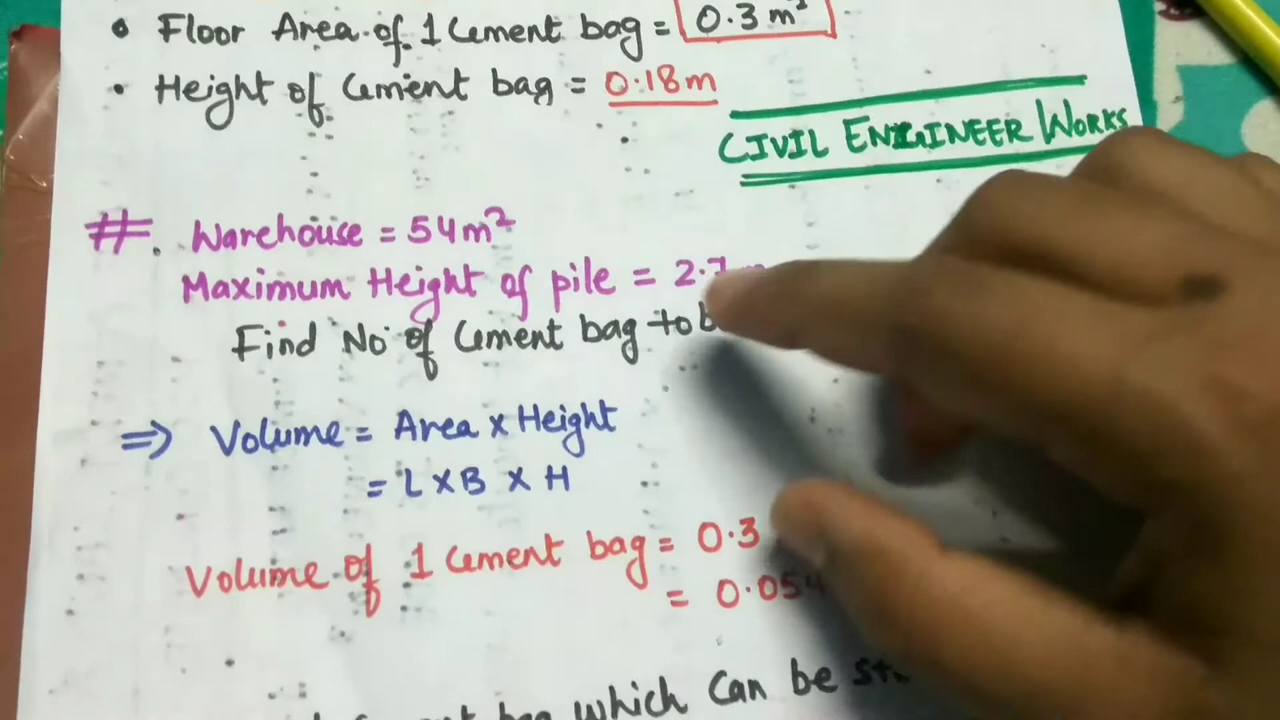 • Floor Area of 1 Cement bag = 0.3 m²
• Height of Cement bag = 0.18m
CIVIL ENGINEER WORKS
#. Warehouse = 54m²
Maximum Height of pile = 2.7
Find No of Cement bag to
⇒ Volume = Area x Height
= L X B X H
Volume of 1 Cement bag = 0.3
= 0.054
bag which can be